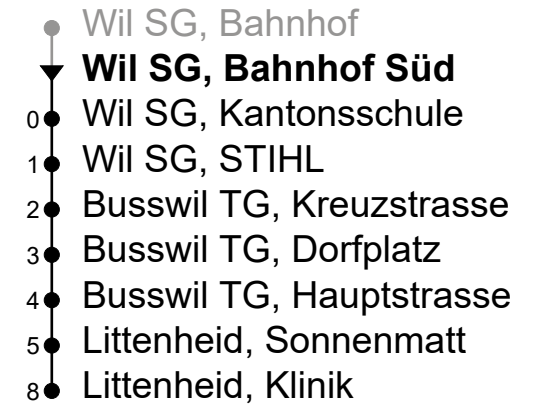 Wil SG, Bahnhof
Wil SG, Bahnhof Süd
0 Wil SG, Kantonsschule
1 Wil SG, STIHL
2 Busswil TG, Kreuzstrasse
3 Busswil TG, Dorfplatz
4 Busswil TG, Hauptstrasse
5 Littenheid, Sonnenmatt
8 Littenheid, Klinik